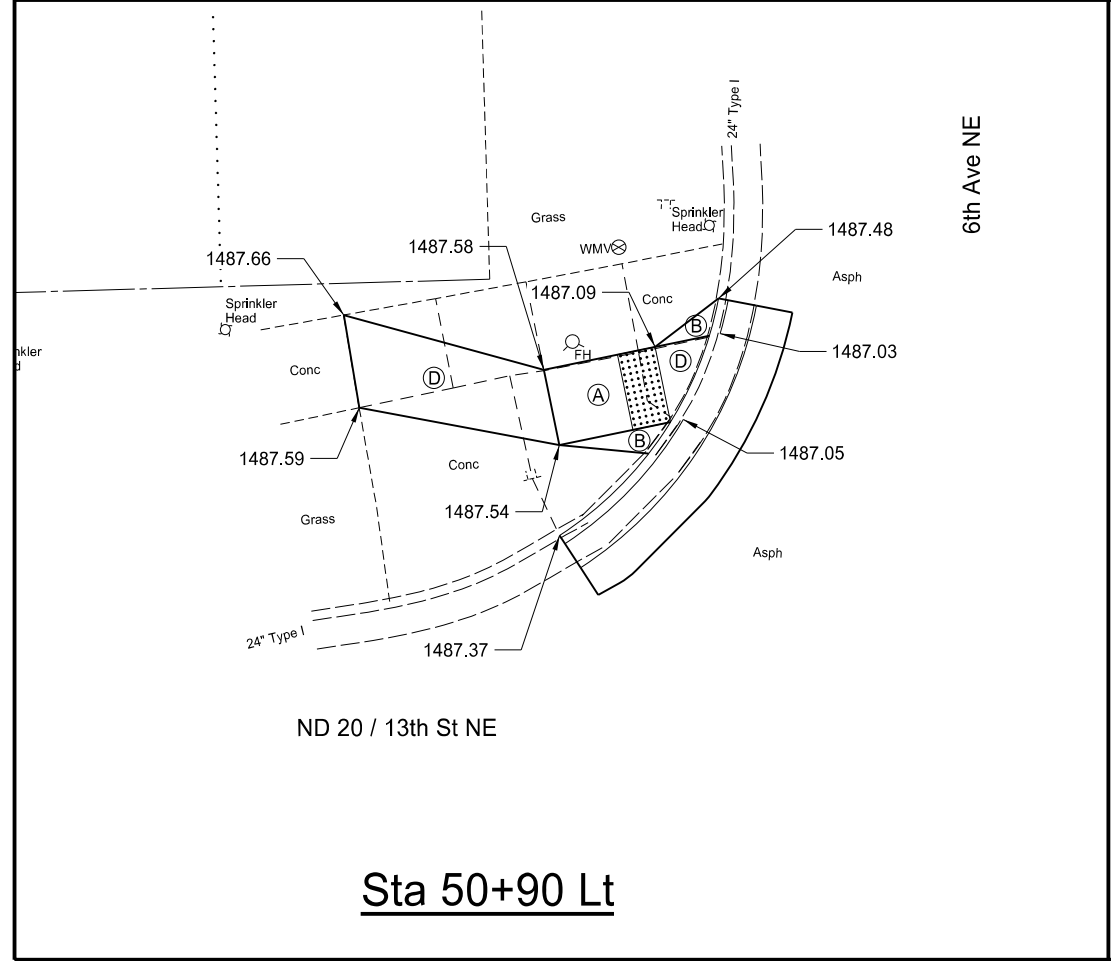 24" Type I
6th Ave NE
Grass
Sprinkler
Head
WMV
1487.48
1487.58
1487.66
Asph
1487.09
Conc
Sprinkler
Head
B
FH
D
1487.03
nkler
d
Conc
D
A
B
1487.59
Conc
1487.05
1487.54
Grass
Asph
24" Type I
1487.37
ND 20 / 13th St NE
Sta 50+90 Lt